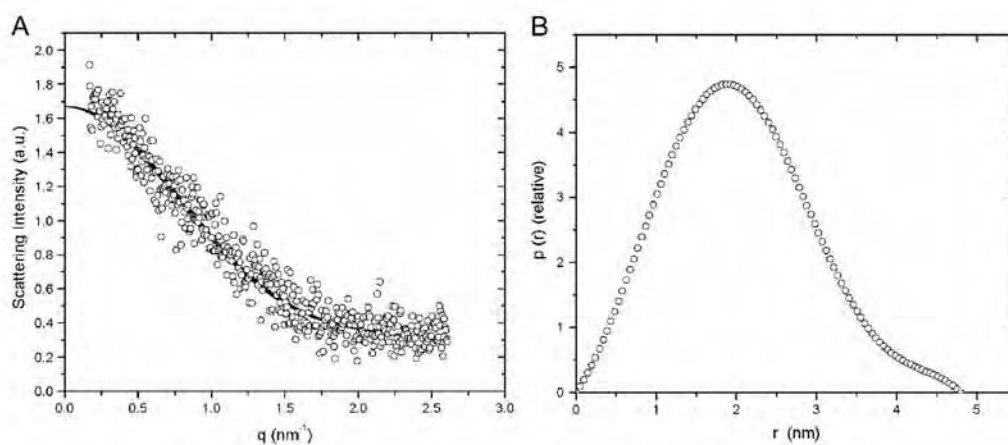 A
Scattering Intensity (a.u.)
2.0
1.8
1.6
1.4
1.2
1.0
0.8
0.6
0.4
0.2
0.0
0.0 0.5 1.0 1.5 2.0 2.5 3.0
q (nm⁻¹)
B
p (r) (relative)
5
4
3
2
1
0
0 1 2 3 4 5
r (nm)